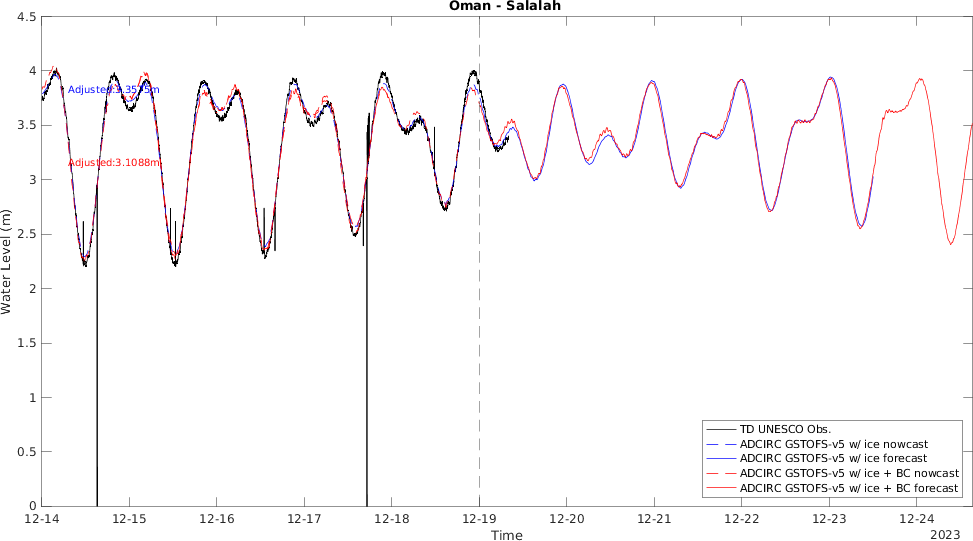 Oman - Salalah
4.5
4
3.5
3
2.5
2
1.5
1
0.5
0
Water Level (m)
Adjusted:3.3575m
Adjusted:3.1088m
TD UNESCO Obs.
ADCIRC GSTOFS-v5 w/ ice nowcast
ADCIRC GSTOFS-v5 w/ ice forecast
ADCIRC GSTOFS-v5 w/ ice + BC nowcast
ADCIRC GSTOFS-v5 w/ ice + BC forecast
12-14 12-15 12-16 12-17 12-18 12-19 12-20 12-21 12-22 12-23 12-24
Time
2023